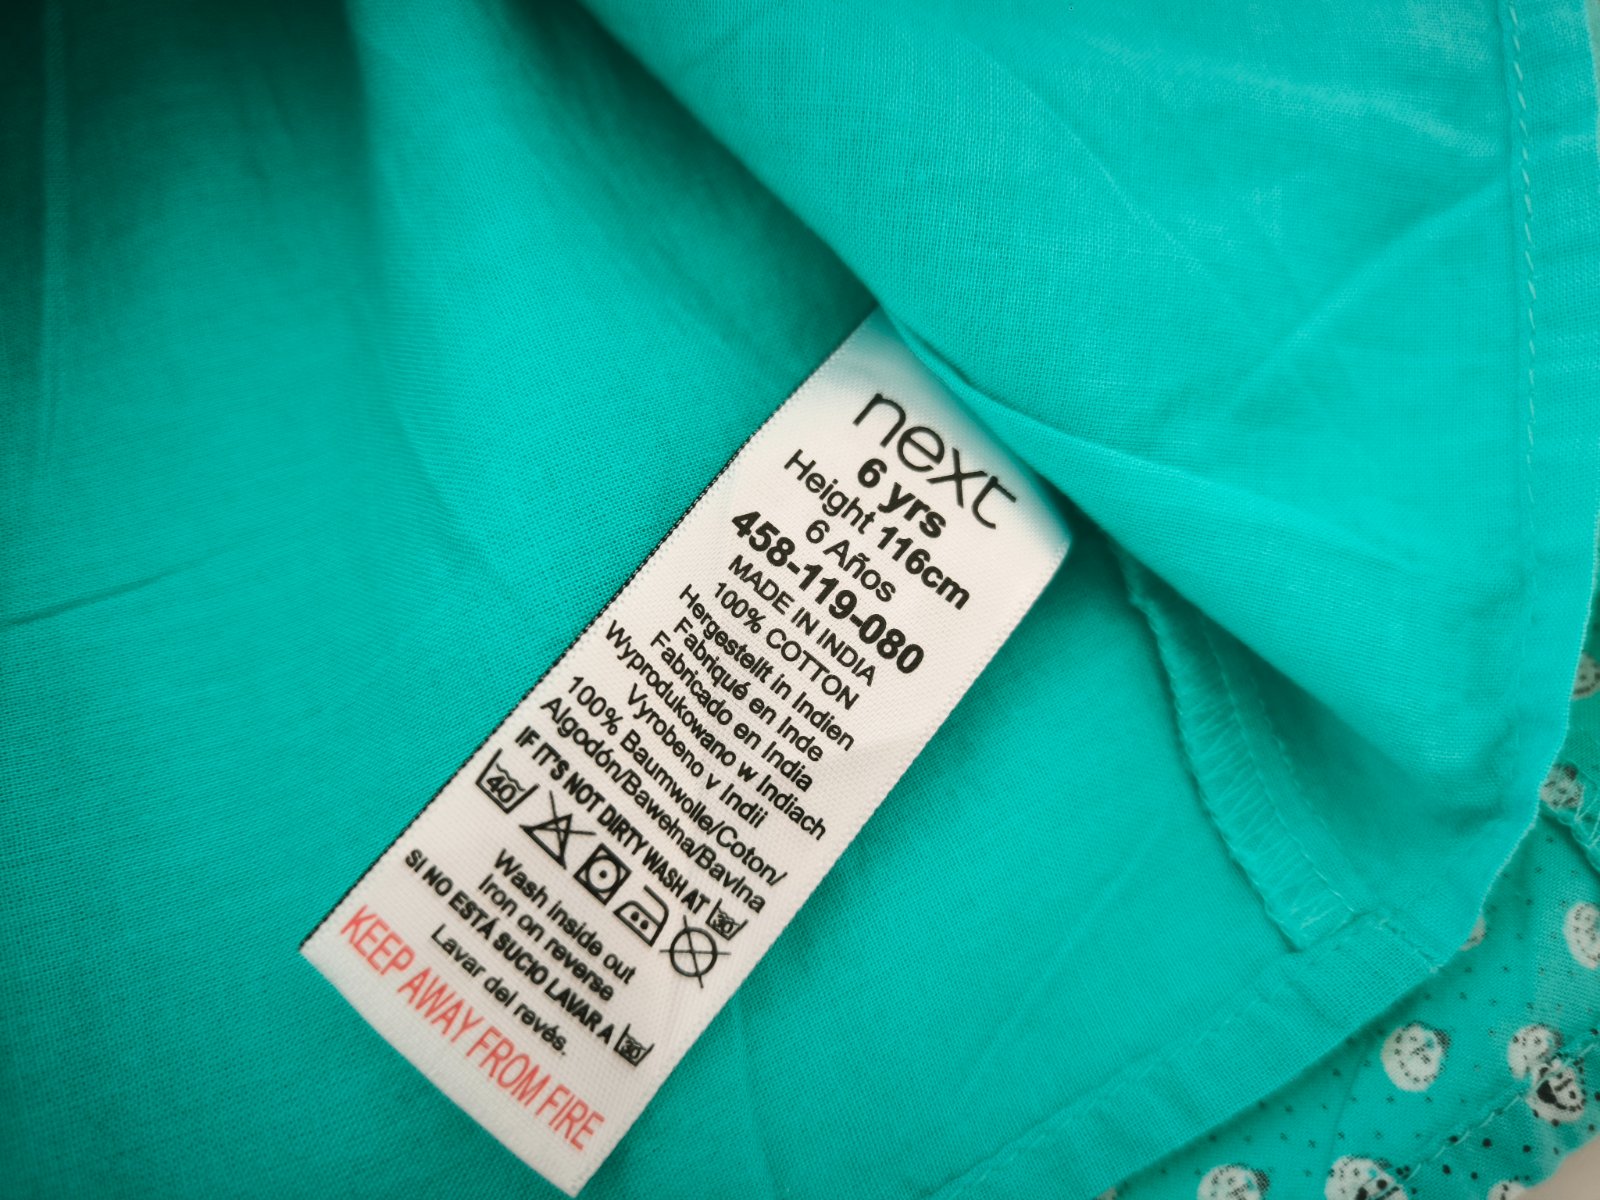 next
6 yrs
Height 116cm
6 Años
458-119-080
MADE IN INDIA
100% COTTON
Hergestellt in Indien
Fabriqué en Inde
Fabricado en India
Wyprodukowano w Indiach
Vyrobeno v Indii
100% Baumwolle/Coton/
Algodón/Bawełna/Bavlna
IF IT'S NOT DIRTY WASH AT 30
40
Wash inside out
Iron on reverse
SI NO ESTÁ SUCIO LAVAR A 30
Lavar del revés.
KEEP AWAY FROM FIRE